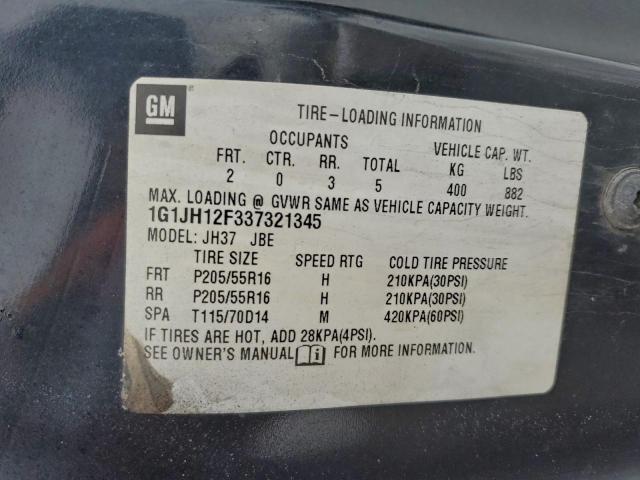 GM
TIRE-LOADING INFORMATION
OCCUPANTS VEHICLE CAP. WT.
FRT. CTR. RR. TOTAL KG LBS
2 0 3 5 400 882
MAX. LOADING @ GVWR SAME AS VEHICLE CAPACITY WEIGHT.
1G1JH12F337321345
MODEL: JH37 JBE
TIRE SIZE SPEED RTG COLD TIRE PRESSURE
FRT P205/55R16 H 210KPA(30PSI)
RR P205/55R16 H 210KPA(30PSI)
SPA T115/70D14 M 420KPA(60PSI)
IF TIRES ARE HOT, ADD 28KPA(4PSI).
SEE OWNER'S MANUAL i FOR MORE INFORMATION.